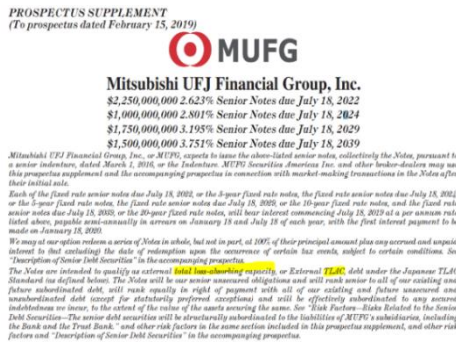 PROSPECTUS SUPPLEMENT
(To prospectus dated February 15, 2019)
MUFG
Mitsubishi UFJ Financial Group, Inc.
$2,250,000,000 2.623% Senior Notes due July 18, 2022
$1,000,000,000 2.801% Senior Notes due July 18, 2024
$1,750,000,000 3.195% Senior Notes due July 18, 2029
$1,500,000,000 3.751% Senior Notes due July 18, 2039
Mitsubishi UFJ Financial Group, Inc., or MUFG, expects to issue the above-listed senior notes, collectively the Notes, pursuant to
a senior indenture, dated March 1, 2016, or the Indenture. MUFG Securities Americas Inc. and other broker-dealers may use
this prospectus supplement and the accompanying prospectus in connection with market-making transactions in the Notes after
their initial sale.
Each of the fixed rate senior notes due July 18, 2022, or the 3-year fixed rate notes, the fixed rate senior notes due July 18, 2024,
or the 5-year fixed rate notes, the fixed rate senior notes due July 18, 2029, or the 10-year fixed rate notes, and the fixed rate
senior notes due July 18, 2039, or the 20-year fixed rate notes, will bear interest commencing July 18, 2019 at a per annum rate
listed above, payable semi-annually in arrears on January 18 and July 18 of each year, with the first interest payment to be
made on January 18, 2020.
We may at our option redeem a series of Notes in whole, but not in part, at 100% of their principal amount plus any accrued and unpaid
interest to (but excluding) the date of redemption upon the occurrence of certain tax events, subject to certain conditions. See
"Description of Senior Debt Securities" in the accompanying prospectus.
The Notes are intended to qualify as external total loss-absorbing capacity, or External TLAC, debt under the Japanese TLAC
Standard (as defined below). The Notes will be our senior unsecured obligations and will rank senior to all of our existing and
future subordinated debt, will rank equally in right of payment with all of our existing and future unsecured and
unsubordinated debt (except for statutorily preferred exceptions) and will be effectively subordinated to any secured
indebtedness we incur, to the extent of the value of the assets securing the same. See "Risk Factors—Risks Related to the Senior
Debt Securities—The senior debt securities will be structurally subordinated to the liabilities of MUFG's subsidiaries, including
the Bank and the Trust Bank." and other risk factors in the same section included in this prospectus supplement, and other risk
factors and "Description of Senior Debt Securities" in the accompanying prospectus.